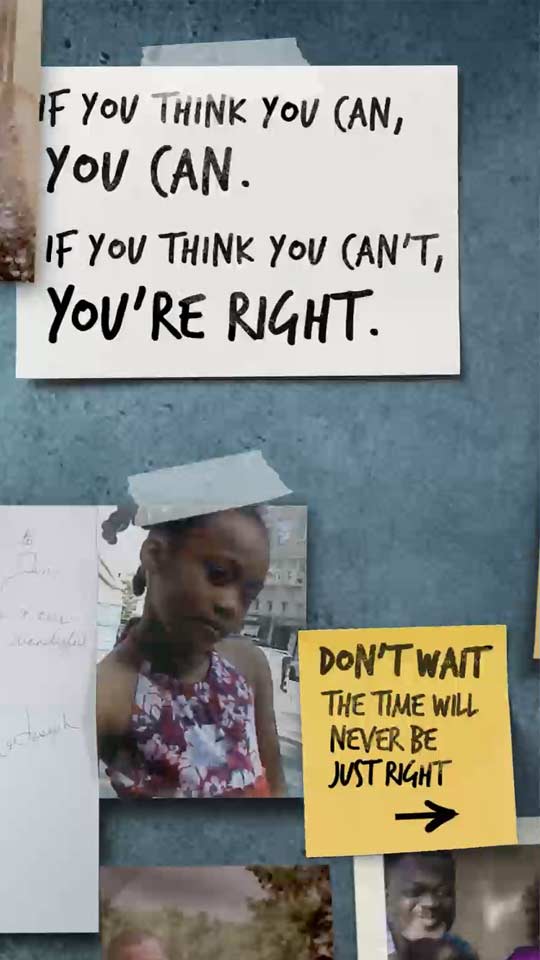 IF YOU THINK YOU CAN,
YOU CAN.
IF YOU THINK YOU CAN'T,
YOU'RE RIGHT.
DON'T WAIT
THE TIME WILL
NEVER BE
JUST RIGHT